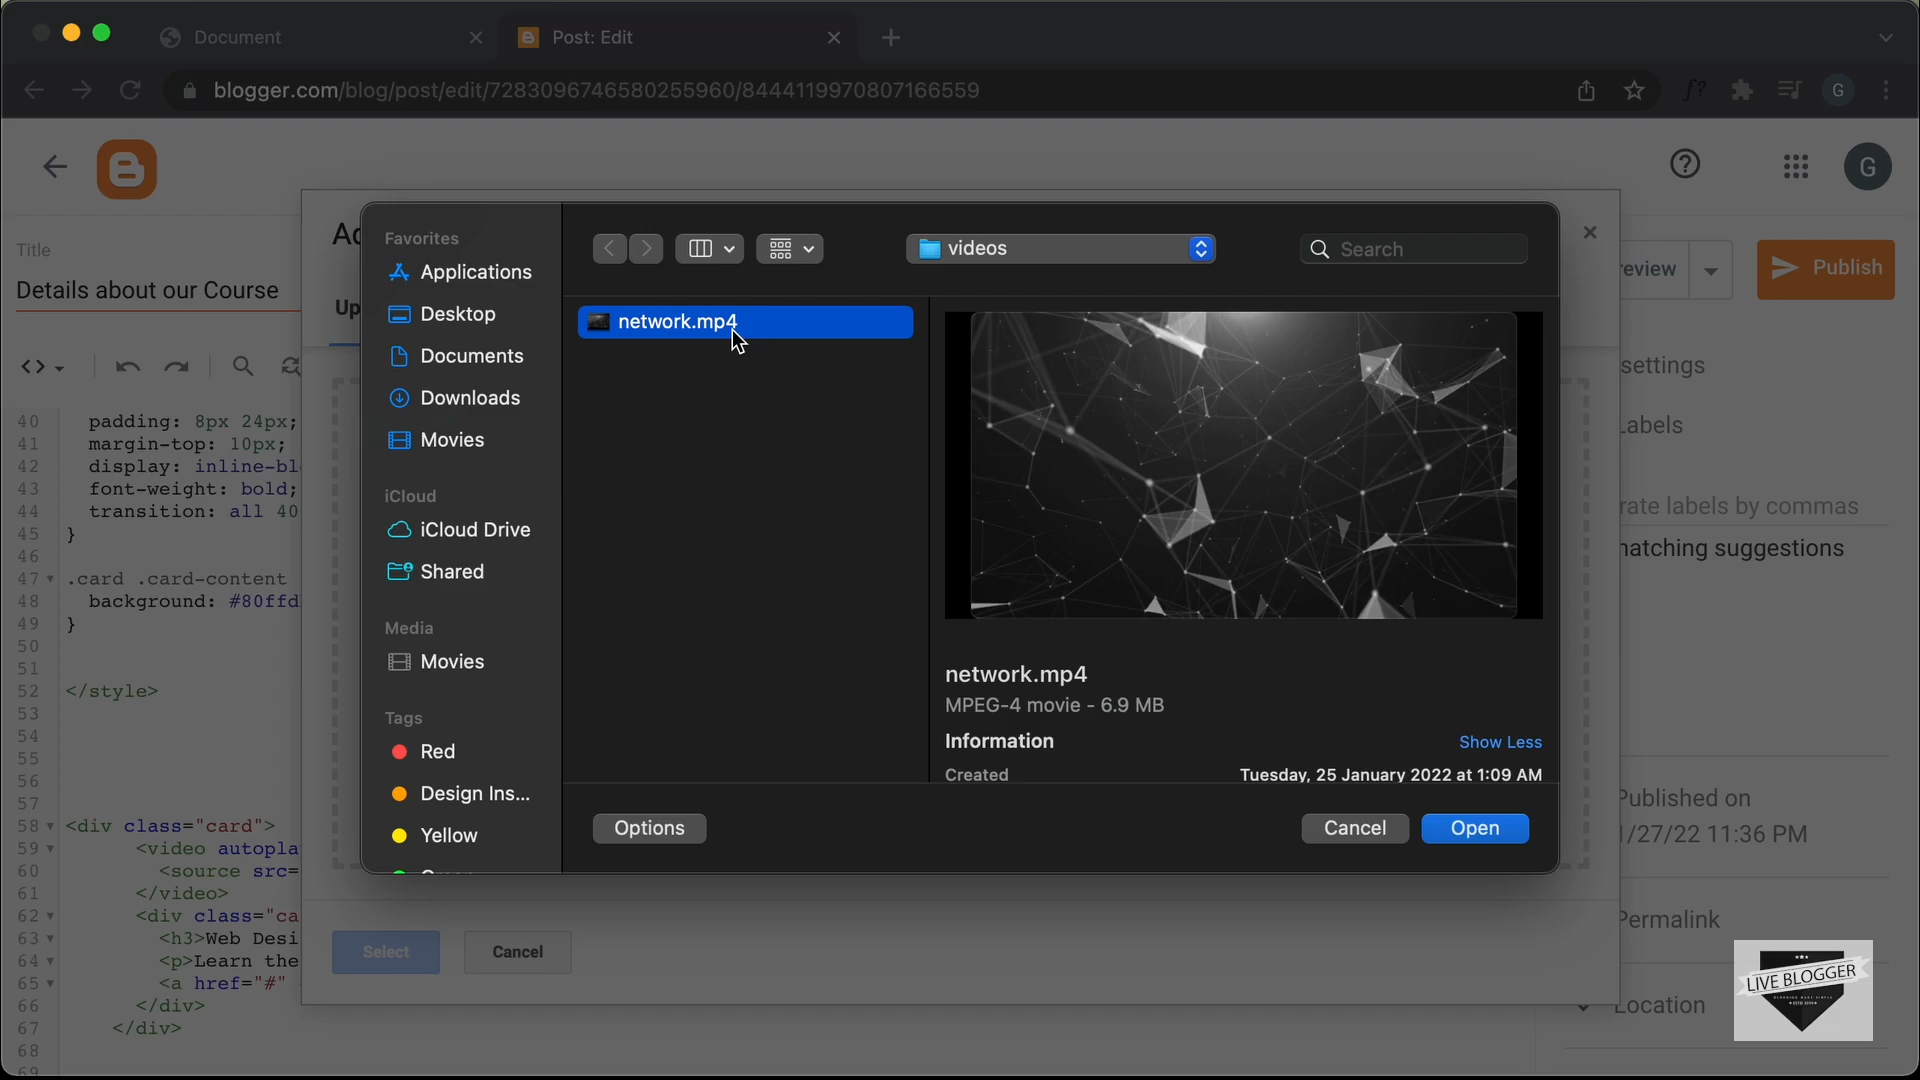 Document
Post: Edit
blogger.com/blog/post/edit/7283096746580255960/8444119970807166559
G
G
Title
Details about our Course
Preview
Publish
Up
Favorites
Applications
Desktop
Documents
Downloads
Movies
iCloud
iCloud Drive
Shared
Media
Movies
Tags
Red
Design Ins...
Yellow
videos
Search
network.mp4
network.mp4
MPEG-4 movie - 6.9 MB
Information
Show Less
Created
Tuesday, 25 January 2022 at 1:09 AM
Options
Cancel
Open
Select
Cancel
40 padding: 8px 24px;
41 margin-top: 10px;
42 display: inline-bl
43 font-weight: bold;
44 transition: all 40
45 }
46
47 .card .card-content
48 background: #80ffd
49 }
50
51
52 </style>
53
54
55
56
57
58 <div class="card">
59 <video autopla
60 <source src=
61 </video>
62 <div class="ca
63 <h3>Web Desi
64 <p>Learn the
65 <a href="#"
66 </div>
67 </div>
68
69
settings
Labels
rate labels by commas
matching suggestions
Published on
1/27/22 11:36 PM
Permalink
Location
LIVE BLOGGER